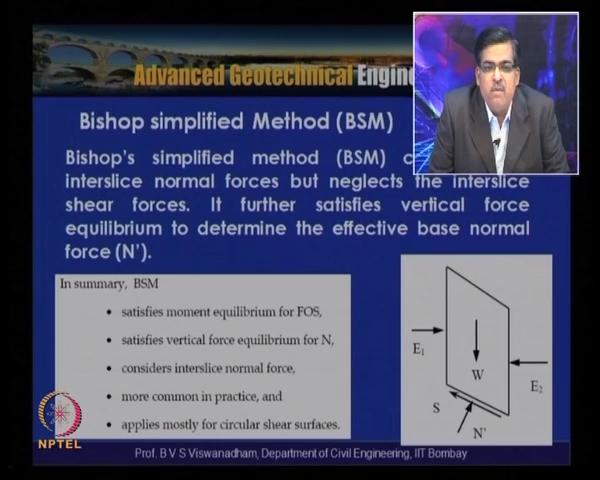 Advanced Geotechnical
Bishop simplified Method (BSM)
Bishop's simplified method (BSM)
interslice normal forces but neglects the interslice
shear forces. It further satisfies vertical force
equilibrium to determine the effective base normal
force (N').
In summary, BSM
• satisfies moment equilibrium for FOS,
• satisfies vertical force equilibrium for N,
• considers interslice normal force,
• more common in practice, and
• applies mostly for circular shear surfaces.
E1
W
E2
S
N'
NPTEL
Prof. B V S Viswanadham, Department of Civil Engineering, IIT Bombay